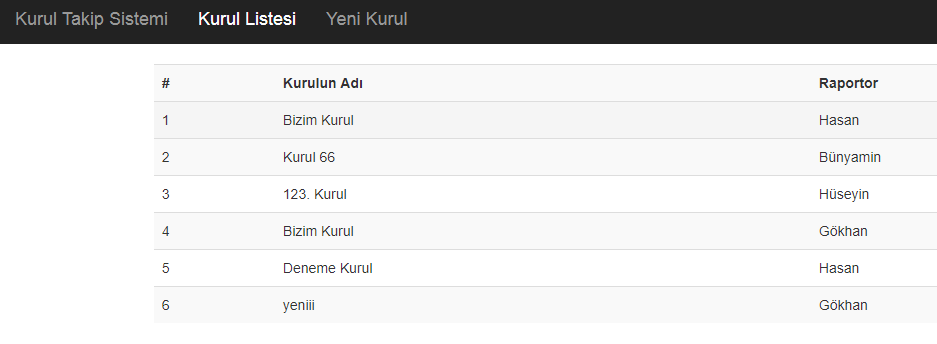 Kurul Takip Sistemi Kurul Listesi Yeni Kurul
# Kurulun Adı Raportor
1 Bizim Kurul Hasan
2 Kurul 66 Bünyamin
3 123. Kurul Hüseyin
4 Bizim Kurul Gökhan
5 Deneme Kurul Hasan
6 yeniii Gökhan